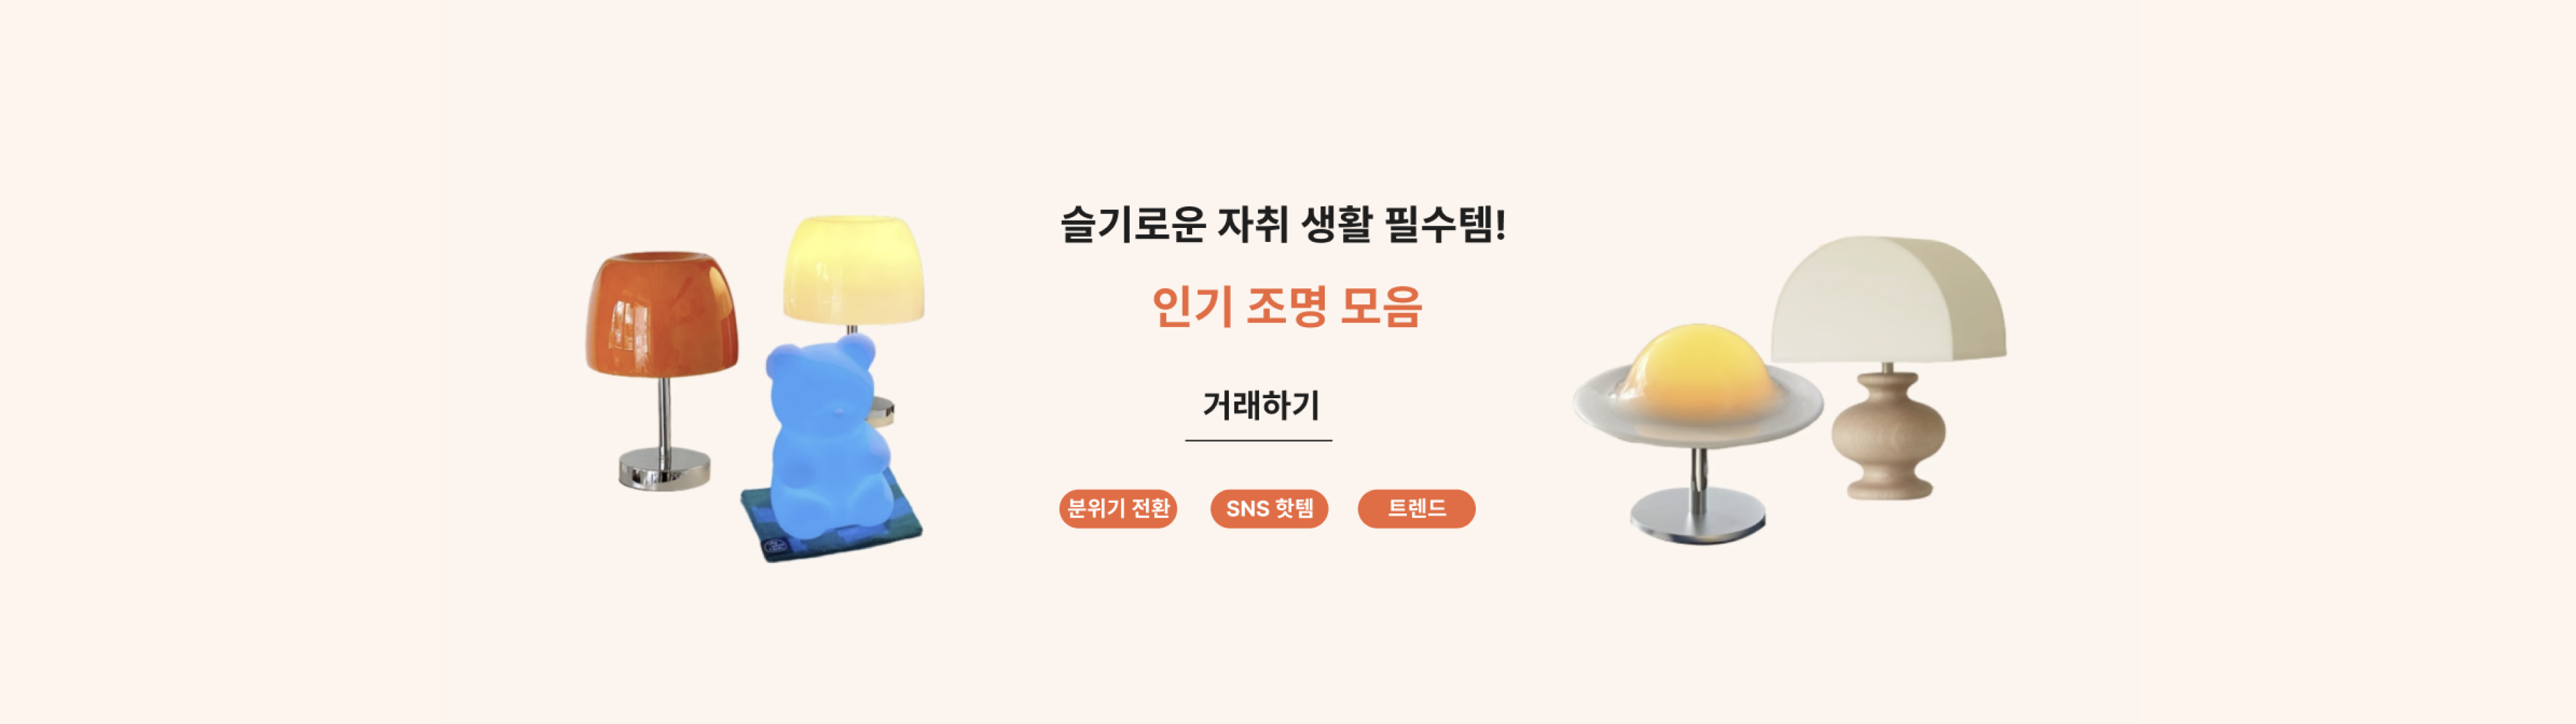 슬기로운 자취 생활 필수템!
인기 조명 모음
거래하기
분위기 전환
SNS 핫템
트렌드